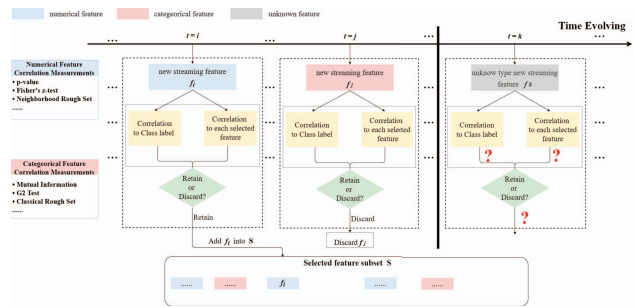 numerical feature
categeorical feature
unknown feature
Time Evolving
... t = i ... t = j ... t = k ...
Numerical Feature
Correlation Measurements
• p-value
• Fisher's z-test
• Neighborhood Rough Set
......
new streaming feature
f_i
new streaming feature
f_j
unknow type new streaming
feature f k
... ... ... ...
Correlation
to Class label
Correlation
to each selected
feature
Correlation
to Class label
Correlation
to each selected
feature
Correlation
to Class label
Correlation
to each selected
feature
... ... ... ...
? ?
Categeorical Feature
Correlation Measurements
• Mutual Information
• G2 Test
• Classical Rough Set
......
Retain
or
Discard?
Retain
or
Discard?
Retain
or
Discard?
Retain
Discard
?
Add f_i into S
Discard f_j
Selected feature subset S
...... ...... f_i ...... ......